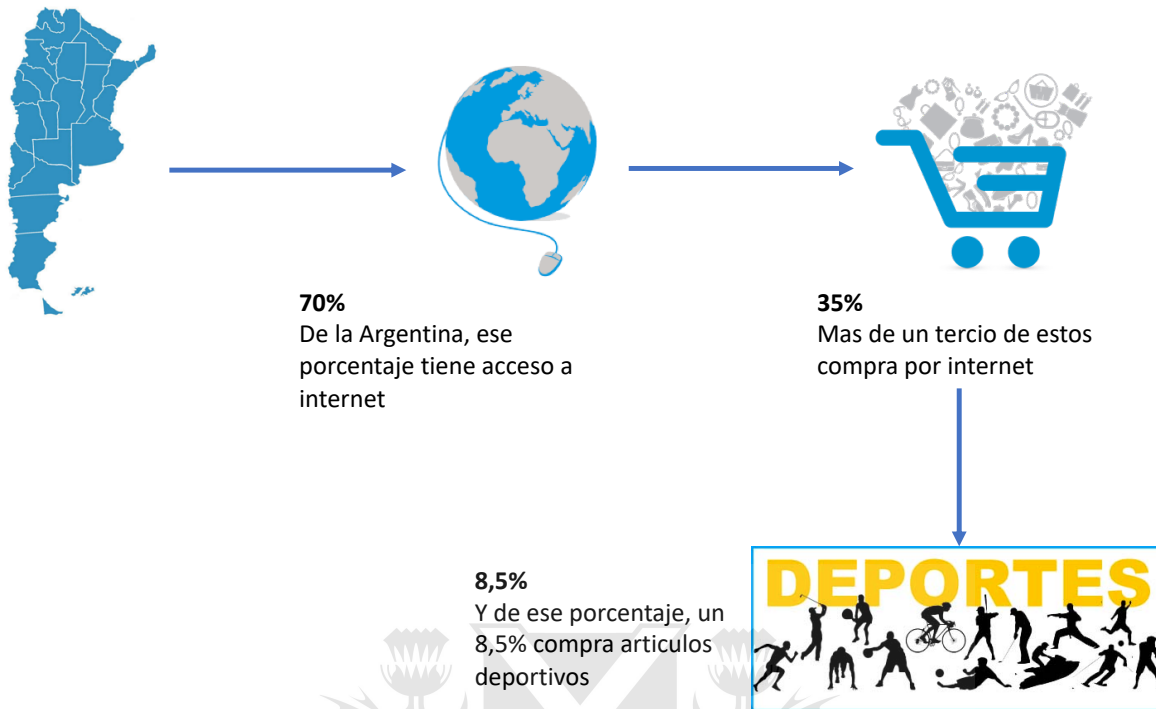 70%
De la Argentina, ese
porcentaje tiene acceso a
internet
35%
Mas de un tercio de estos
compra por internet
8,5%
Y de ese porcentaje, un
8,5% compra articulos
deportivos
DEPORTES